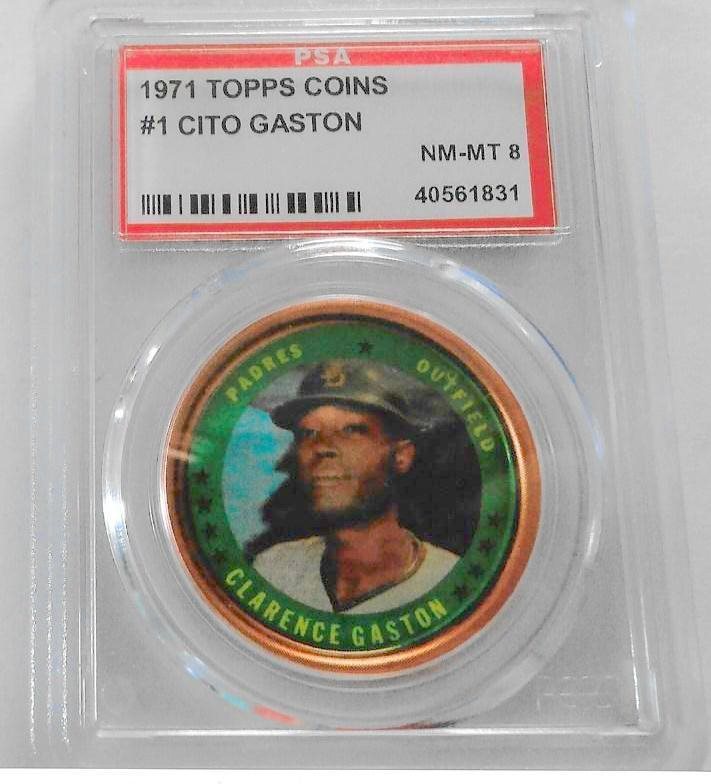 PSA
1971 TOPPS COINS
#1 CITO GASTON
NM-MT 8
40561831
PADRES ★ OUTFIELD
CLARENCE GASTON